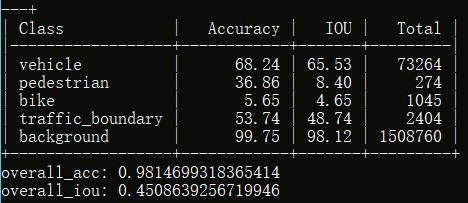 ---+
| Class            |   Accuracy |   IOU |   Total |
|------------------+------------+-------+---------|
| vehicle          |      68.24 | 65.53 |   73264 |
| pedestrian       |      36.86 |  8.40 |     274 |
| bike             |       5.65 |  4.65 |    1045 |
| traffic_boundary |      53.74 | 48.74 |    2404 |
| background       |      99.75 | 98.12 | 1508760 |
+------------------+------------+-------+---------+
overall_acc: 0.9814699318365414
overall_iou: 0.4508639256719946